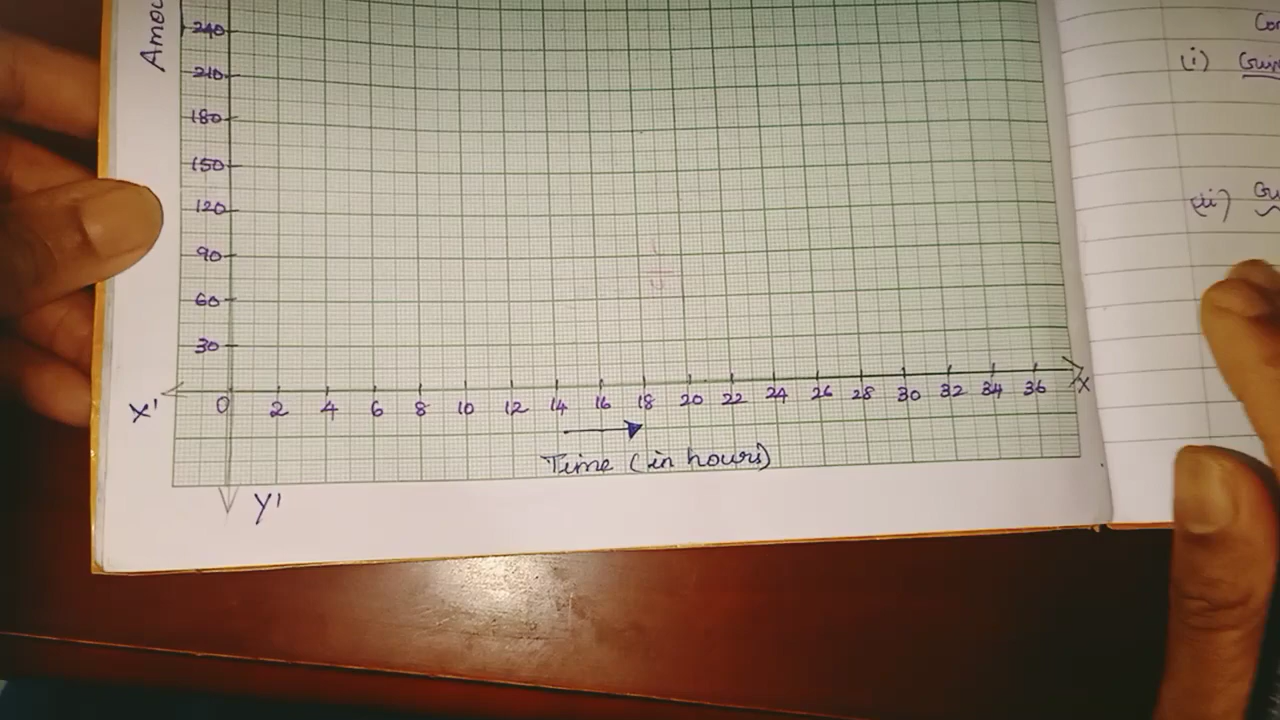 240
210
180
150
120
90
60
30
X' 0 2 4 6 8 10 12 14 16 18 20 22 24 26 28 30 32 34 36 X
Time (in hours)
Y'
(i)
(ii)